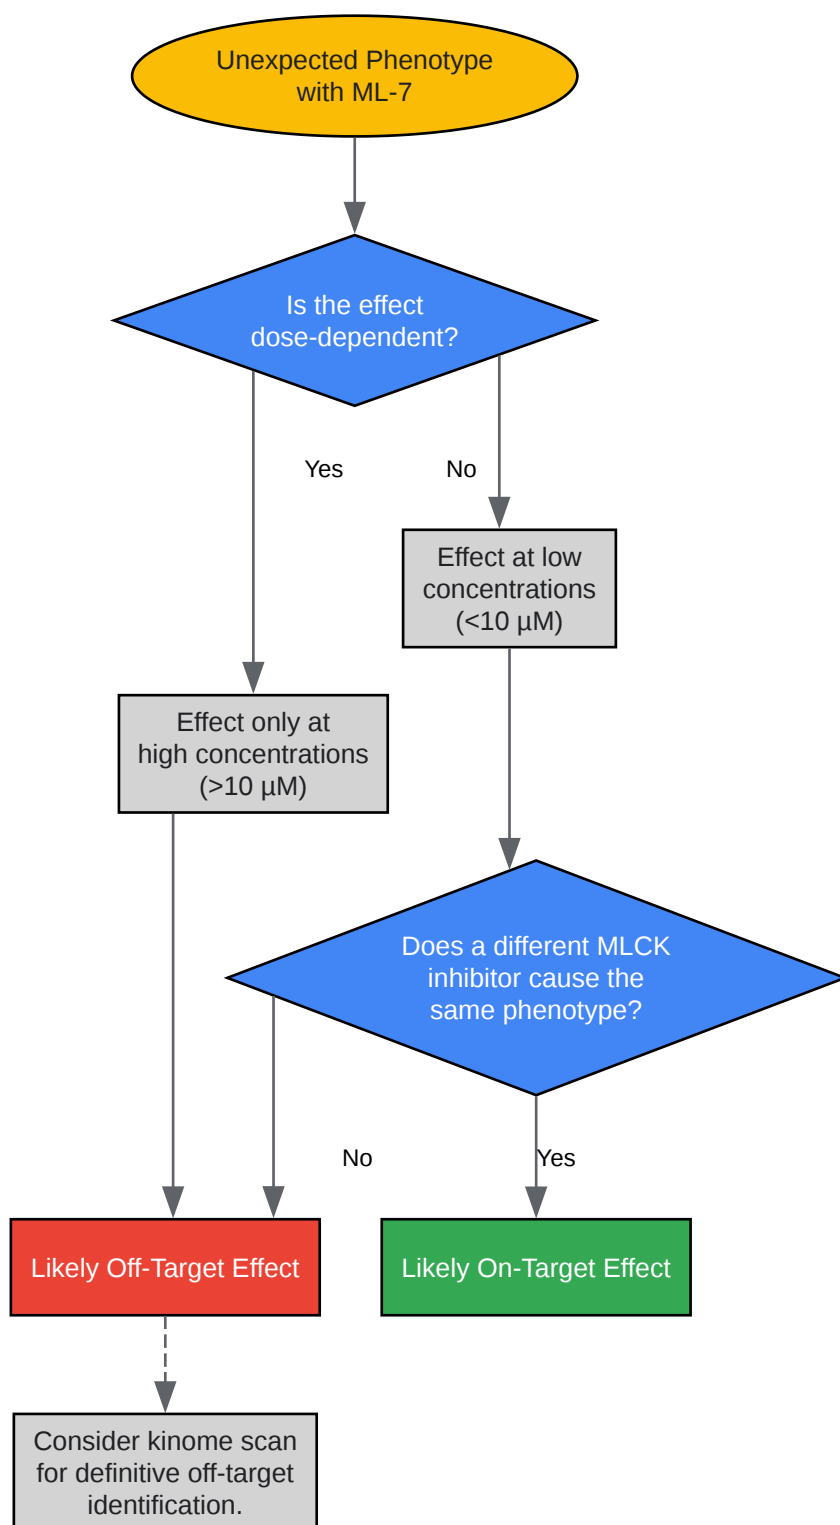 Unexpected Phenotype
with ML-7
Is the effect
dose-dependent?
Yes
No
Effect at low
concentrations
(<10 µM)
Effect only at
high concentrations
(>10 µM)
Does a different MLCK
inhibitor cause the
same phenotype?
No
Yes
Likely Off-Target Effect
Likely On-Target Effect
Consider kinome scan
for definitive off-target
identification.